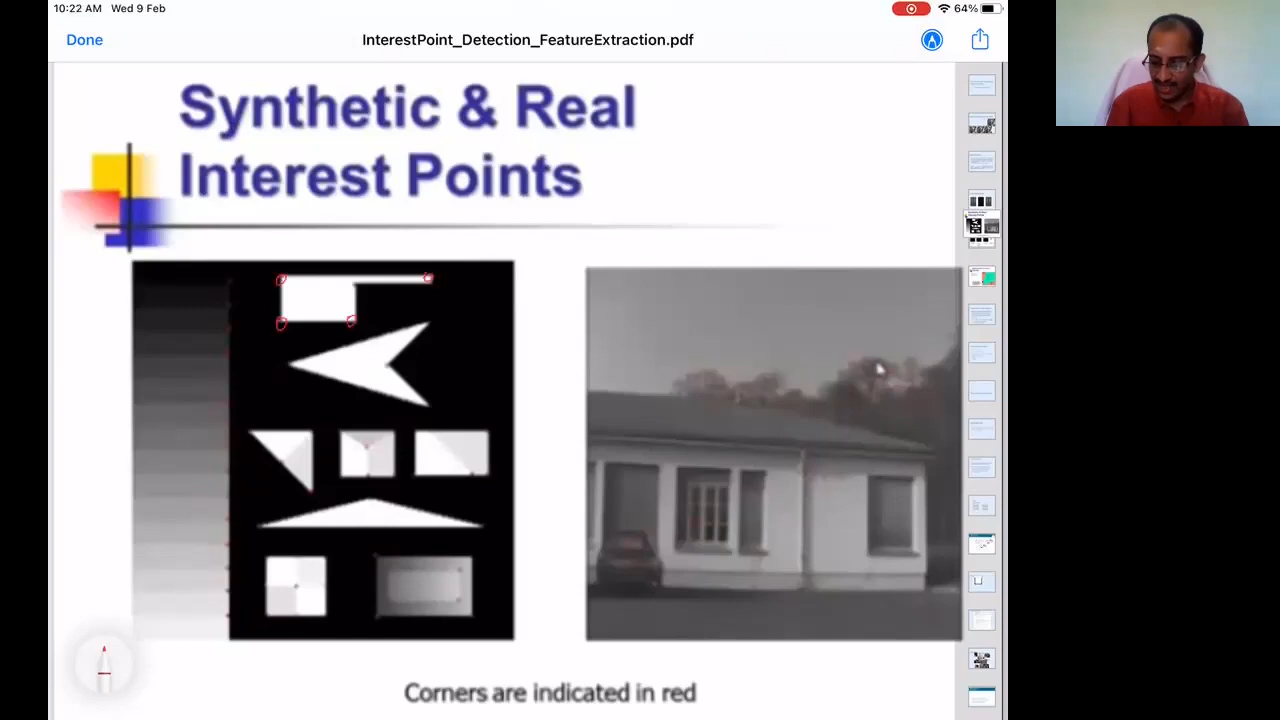 10:22 AM Wed 9 Feb
64%
Done
InterestPoint_Detection_FeatureExtraction.pdf
Synthetic & Real
Interest Points
Corners are indicated in red